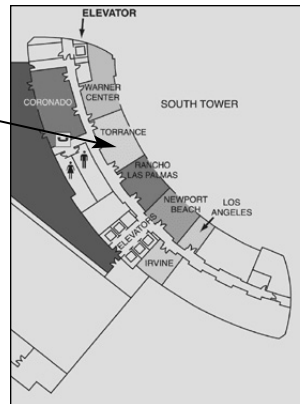 ELEVATOR
WARNER
CENTER
CORONADO
SOUTH TOWER
TORRANCE
RANCHO
LAS PALMAS
NEWPORT
BEACH
LOS
ANGELES
ELEVATORS
IRVINE